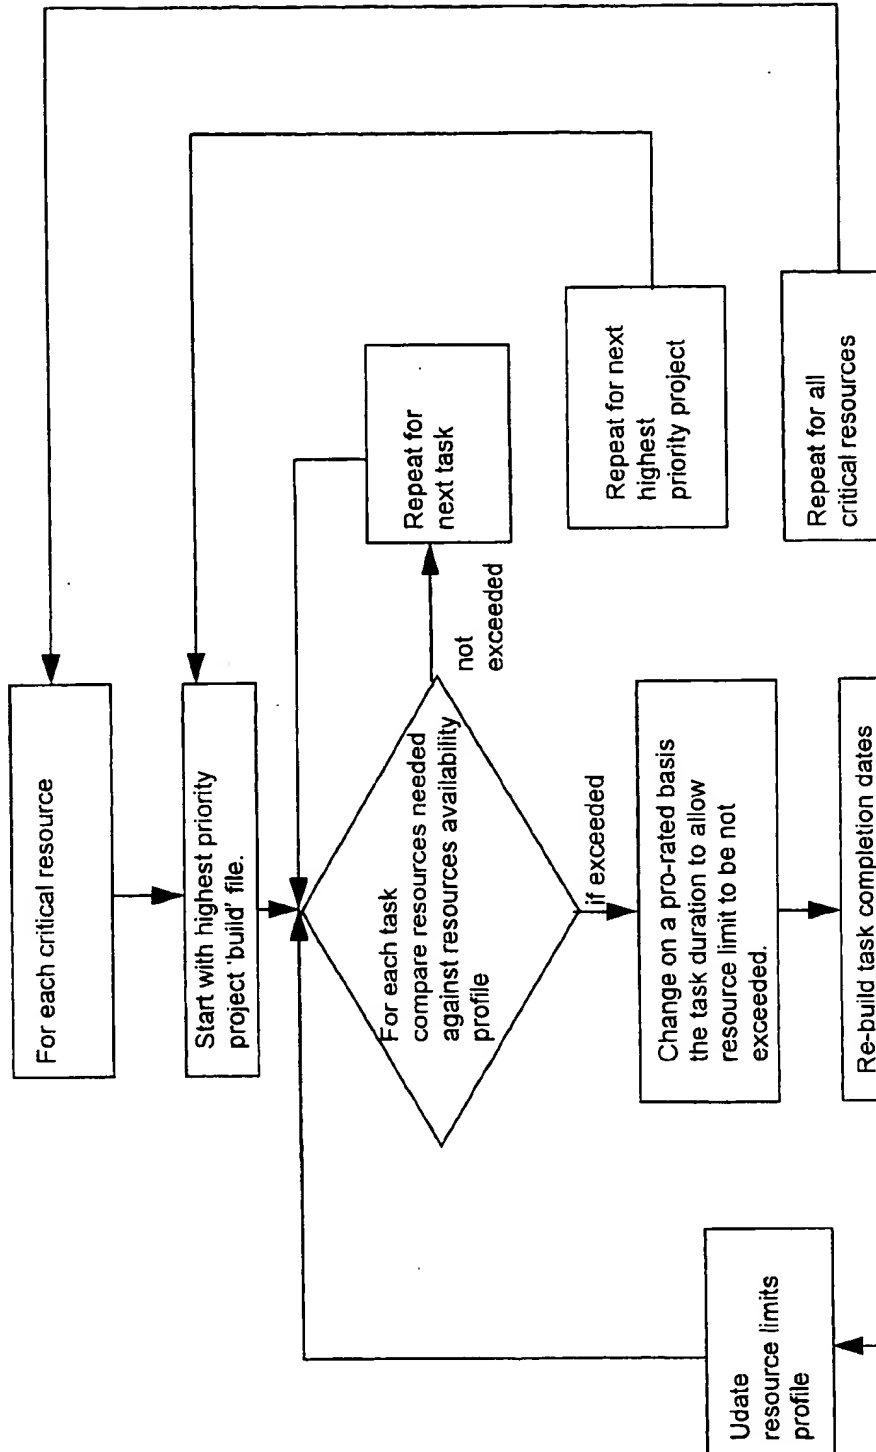 For each critical resource
Start with highest priority
project 'build' file.
For each task
compare resources needed
against resources availability
profile
not
exceeded
Repeat for
next task
if exceeded
Change on a pro-rated basis
the task duration to allow
resource limit to be not
exceeded.
Re-build task completion dates
Udate
resource limits
profile
Repeat for next
highest
priority project
Repeat for all
critical resources